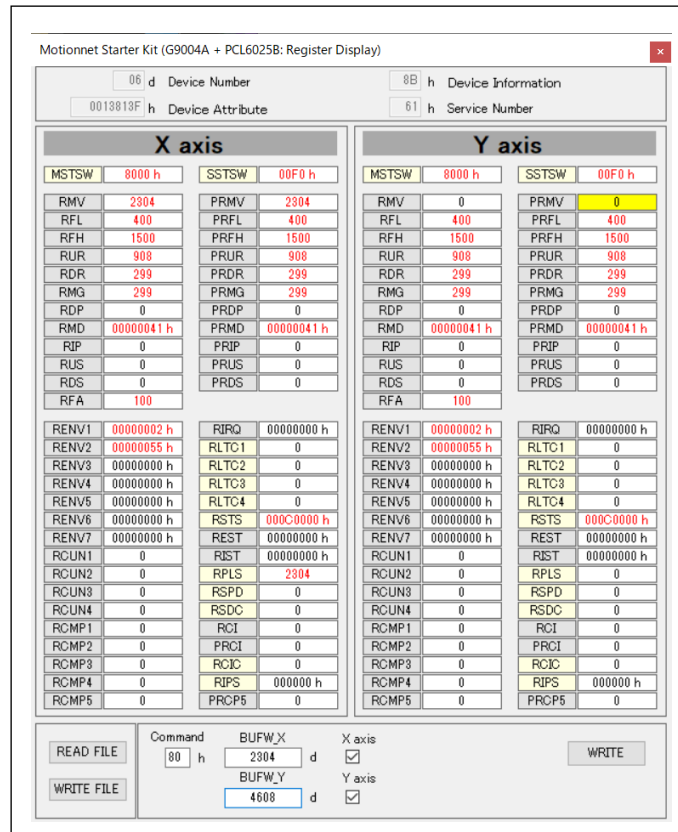 Motionnet Starter Kit (G9004A + PCL6025B: Register Display)
×
06 d Device Number 8B h Device Information
0013813F h Device Attribute 61 h Service Number
X axis
MSTSW 8000 h SSTSW 00F0 h
RMV 2304 PRMV 2304
RFL 400 PRFL 400
RFH 1500 PRFH 1500
RUR 908 PRUR 908
RDR 299 PRDR 299
RMG 299 PRMG 299
RDP 0 PRDP 0
RMD 00000041 h PRMD 00000041 h
RIP 0 PRIP 0
RUS 0 PRUS 0
RDS 0 PRDS 0
RFA 100
RENV1 00000002 h RIRQ 00000000 h
RENV2 00000055 h RLTC1 0
RENV3 00000000 h RLTC2 0
RENV4 00000000 h RLTC3 0
RENV5 00000000 h RLTC4 0
RENV6 00000000 h RSTS 000C0000 h
RENV7 00000000 h REST 00000000 h
RCUN1 0 RIST 00000000 h
RCUN2 0 RPLS 2304
RCUN3 0 RSPD 0
RCUN4 0 RSDC 0
RCMP1 0 RCI 0
RCMP2 0 PRCI 0
RCMP3 0 RCIC 0
RCMP4 0 RIPS 000000 h
RCMP5 0 PRCP5 0
Y axis
MSTSW 8000 h SSTSW 00F0 h
RMV 0 PRMV 0
RFL 400 PRFL 400
RFH 1500 PRFH 1500
RUR 908 PRUR 908
RDR 299 PRDR 299
RMG 299 PRMG 299
RDP 0 PRDP 0
RMD 00000041 h PRMD 00000041 h
RIP 0 PRIP 0
RUS 0 PRUS 0
RDS 0 PRDS 0
RFA 100
RENV1 00000002 h RIRQ 00000000 h
RENV2 00000055 h RLTC1 0
RENV3 00000000 h RLTC2 0
RENV4 00000000 h RLTC3 0
RENV5 00000000 h RLTC4 0
RENV6 00000000 h RSTS 000C0000 h
RENV7 00000000 h REST 00000000 h
RCUN1 0 RIST 00000000 h
RCUN2 0 RPLS 0
RCUN3 0 RSPD 0
RCUN4 0 RSDC 0
RCMP1 0 RCI 0
RCMP2 0 PRCI 0
RCMP3 0 RCIC 0
RCMP4 0 RIPS 000000 h
RCMP5 0 PRCP5 0
READ FILE
WRITE FILE
Command BUFW_X X axis
80 h 2304 d
BUFW_Y Y axis
4608 d
WRITE